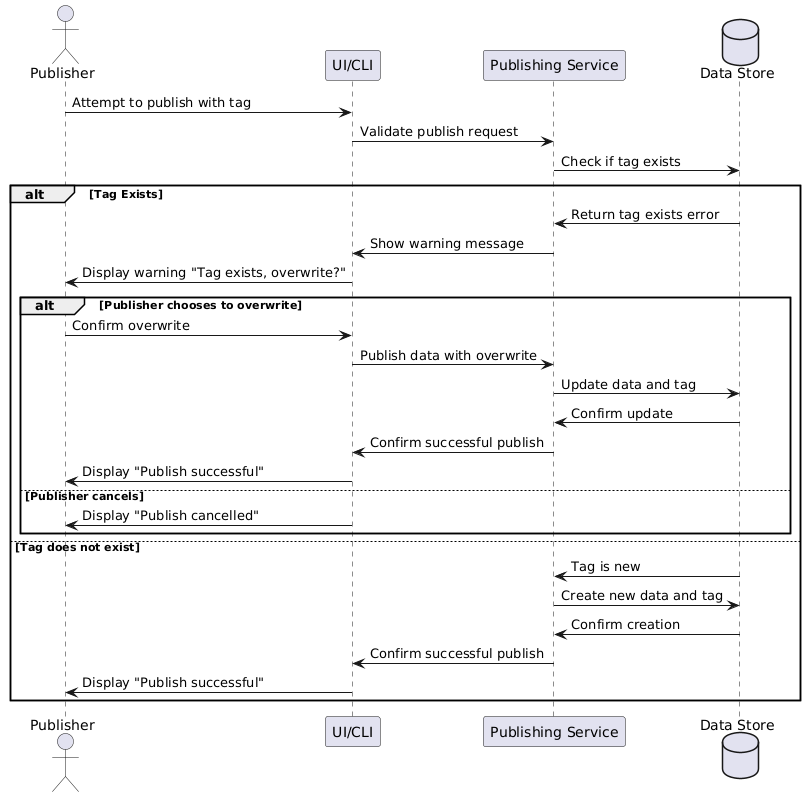 Publisher
UI/CLI
Publishing Service
Data Store
Attempt to publish with tag
Validate publish request
Check if tag exists
alt
[Tag Exists]
Return tag exists error
Show warning message
Display warning "Tag exists, overwrite?"
alt
[Publisher chooses to overwrite]
Confirm overwrite
Publish data with overwrite
Update data and tag
Confirm update
Confirm successful publish
Display "Publish successful"
[Publisher cancels]
Display "Publish cancelled"
[Tag does not exist]
Tag is new
Create new data and tag
Confirm creation
Confirm successful publish
Display "Publish successful"
Publisher
UI/CLI
Publishing Service
Data Store